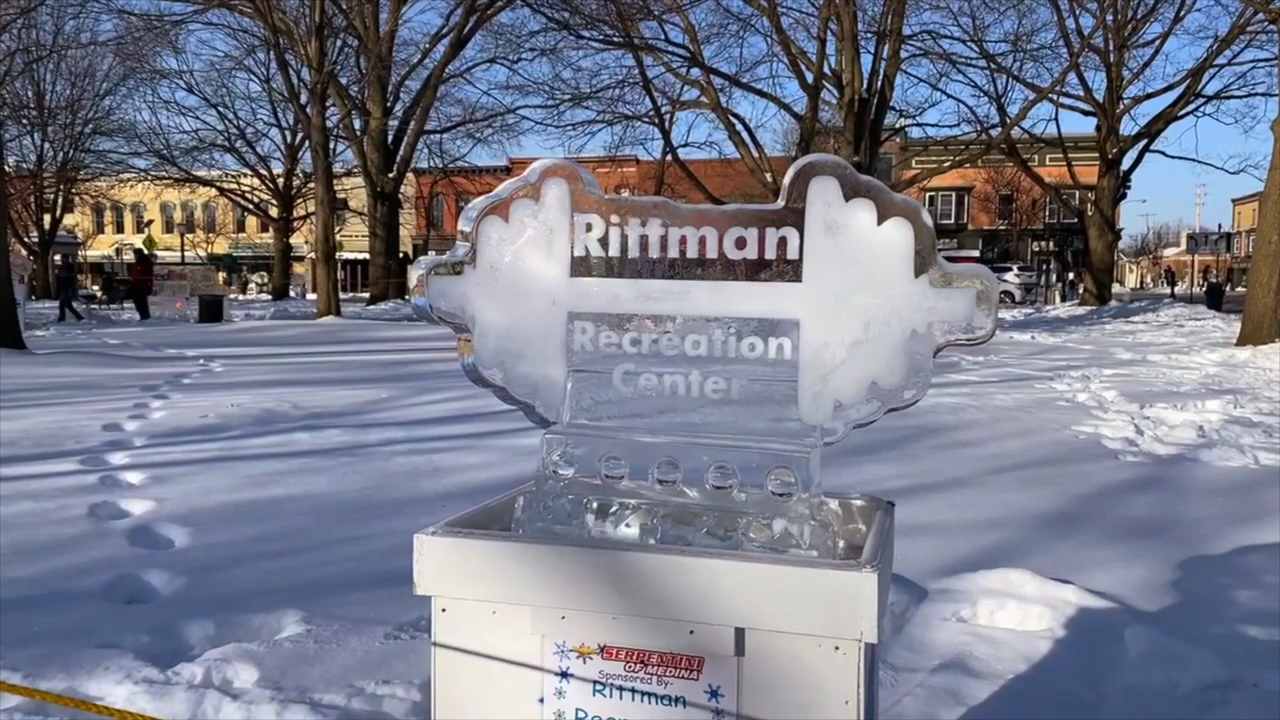 Rittman
Recreation
Center
SERPENTINI
OF MEDINA
Sponsored By-
Rittman